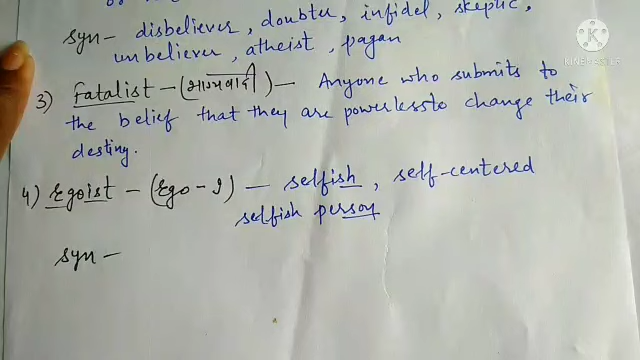 syn- disbeliever, doubter, infidel, skeptic,
unbeliever, atheist, pagan
3) Fatalist - (भाग्यवादी) - Anyone who submits to
the belief that they are powerless to change their
destiny.
4) Egoist - (Ego - I) - selfish, self-centered
selfish person
syn -
KINEMASTER